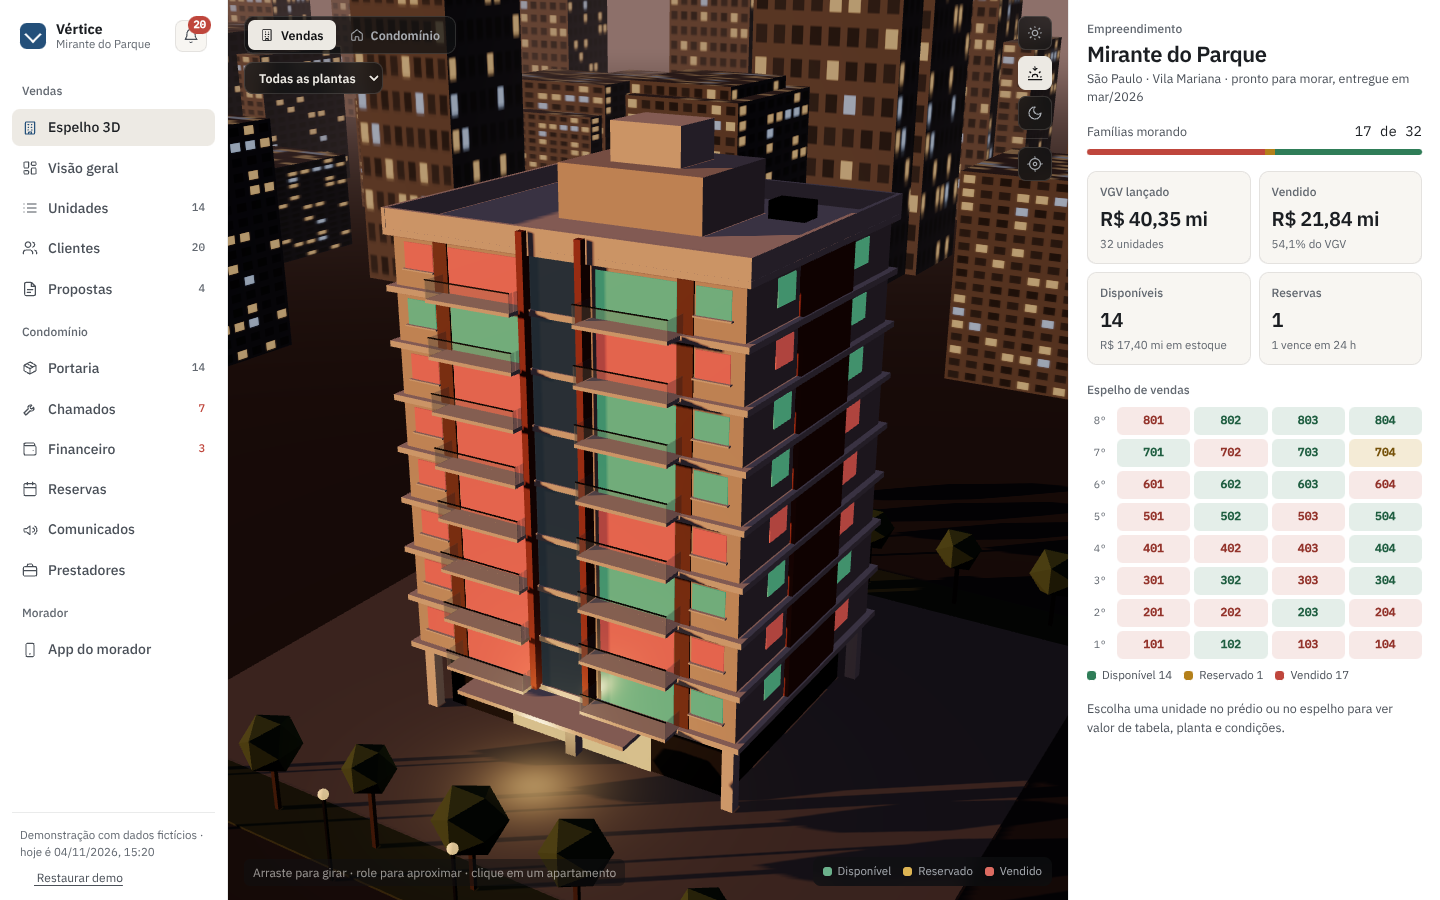 Vértice
Mirante do Parque
20
Vendas
Espelho 3D
Visão geral
Unidades 14
Clientes 20
Propostas 4
Condomínio
Portaria 14
Chamados 7
Financeiro 3
Reservas
Comunicados
Prestadores
Morador
App do morador
Demonstração com dados fictícios ·
hoje é 04/11/2026, 15:20
Restaurar demo
Vendas Condomínio
Todas as plantas
Arraste para girar · role para aproximar · clique em um apartamento
Disponível Reservado Vendido
Empreendimento
Mirante do Parque
São Paulo · Vila Mariana · pronto para morar, entregue em
mar/2026
Famílias morando 17 de 32
VGV lançado
R$ 40,35 mi
32 unidades
Vendido
R$ 21,84 mi
54,1% do VGV
Disponíveis
14
R$ 17,40 mi em estoque
Reservas
1
1 vence em 24 h
Espelho de vendas
8º 801 802 803 804
7º 701 702 703 704
6º 601 602 603 604
5º 501 502 503 504
4º 401 402 403 404
3º 301 302 303 304
2º 201 202 203 204
1º 101 102 103 104
Disponível 14 Reservado 1 Vendido 17
Escolha uma unidade no prédio ou no espelho para ver
valor de tabela, planta e condições.